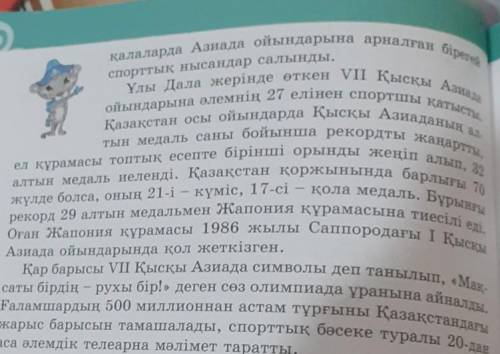 қалаларда Азиада ойындарына арналған бірегей
спорттық нысандар салынды.
Ұлы Дала жерінде өткен VII Қысқы Азиада
ойындарына әлемнің 27 елінен спортшы қатысты.
Қазақстан осы ойындарда Қысқы Азиаданың ал-
тын медаль саны бойынша рекордты жаңартты,
ел құрамасы топтық есепте бірінші орынды жеңіп алып, 32
алтын медаль иеленді. Қазақстан қоржынында барлығы 70
жүлде болса, оның 21-і – күміс, 17-сі – қола медаль. Бұрынғы
рекорд 29 алтын медальмен Жапония құрамасына тиесілі еді.
Оған Жапония құрамасы 1986 жылы Саппородағы I Қысқы
Азиада ойындарында қол жеткізген.
Қар барысы VII Қысқы Азиада символы деп танылып, «Мақ-
саты бірдің – рухы бір!» деген сөз олимпиада ұранына айналды.
Ғаламшардың 500 миллионнан астам тұрғыны Қазақстандағы
жарыс барысын тамашалады, спорттық бәсеке туралы 20-дан
аса әлемдік телеарна мәлімет таратты.